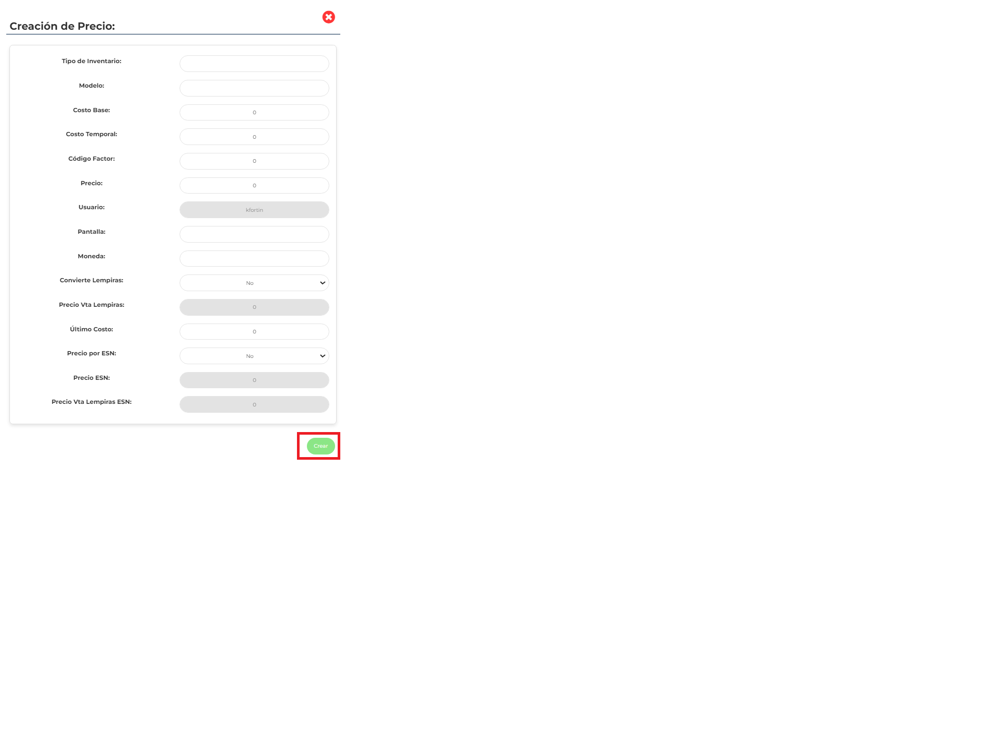 Creación de Precio:
Tipo de Inventario:
Modelo:
Costo Base: 0
Costo Temporal: 0
Código Factor: 0
Precio: 0
Usuario: kfortin
Pantalla:
Moneda:
Convierte Lempiras: No
Precio Vta Lempiras: 0
Último Costo: 0
Precio por ESN: No
Precio ESN: 0
Precio Vta Lempiras ESN: 0
Crear